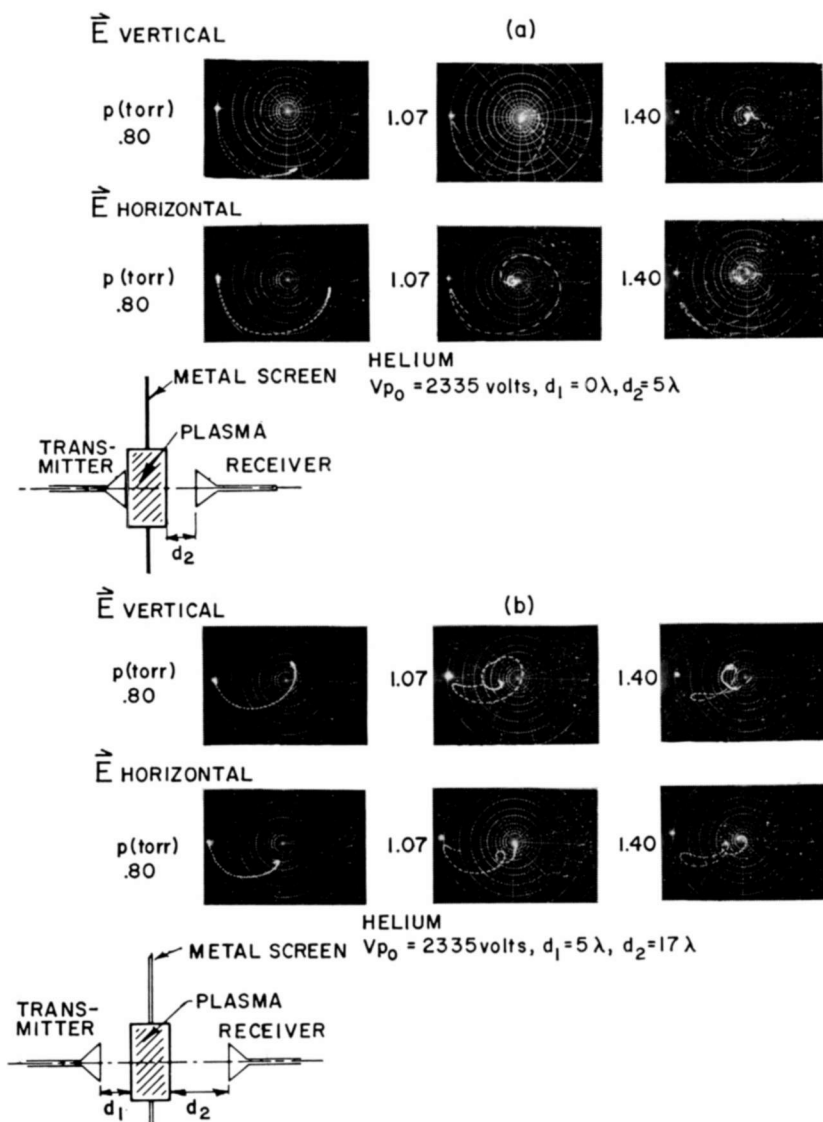 E VERTICAL (a)
p(torr)
.80 1.07 1.40
E HORIZONTAL
p(torr)
.80 1.07 1.40
HELIUM
Vp₀ = 2335 volts, d₁ = 0λ, d₂=5λ
METAL SCREEN
PLASMA
TRANS-
MITTER
RECEIVER
d₂
E VERTICAL (b)
p(torr)
.80 1.07 1.40
E HORIZONTAL
p(torr)
.80 1.07 1.40
HELIUM
Vp₀ = 2335 volts, d₁=5λ, d₂=17λ
METAL SCREEN
TRANS-
MITTER
PLASMA
RECEIVER
d₁ d₂